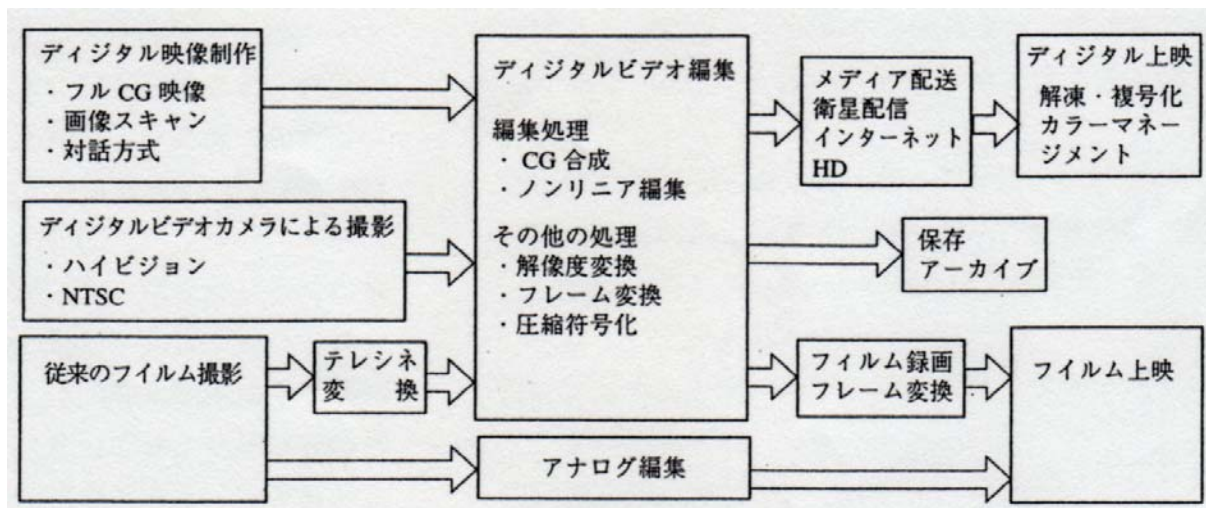 ディジタル映像制作
・フル CG 映像
・画像スキャン
・対話方式
ディジタルビデオカメラによる撮影
・ハイビジョン
・NTSC
従来のフイルム撮影
テレシネ
変 換
ディジタルビデオ編集
編集処理
・CG 合成
・ノンリニア編集
その他の処理
・解像度変換
・フレーム変換
・圧縮符号化
アナログ編集
メディア配送
衛星配信
インターネット
HD
ディジタル上映
解凍・複号化
カラーマネー
ジメント
保存
アーカイブ
フィルム録画
フレーム変換
フイルム上映